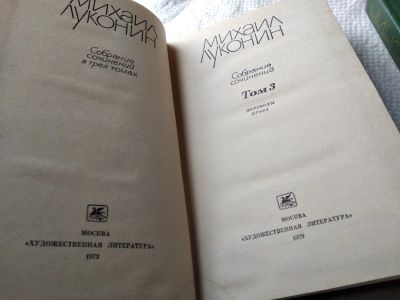 Михаил
Луконин
Собрание
сочинений
в трех томах
МОСКВА
«ХУДОЖЕСТВЕННАЯ ЛИТЕРАТУРА»
1979
Михаил
Луконин
Собрание
сочинений
Том 3
ПЕРЕВОДЫ
ПРОЗА
МОСКВА
«ХУДОЖЕСТВЕННАЯ ЛИТЕРАТУРА»
1979